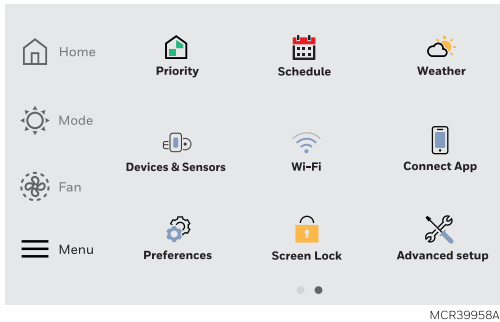 Home
Priority
Schedule
Weather
Mode
Devices & Sensors
Wi-Fi
Connect App
Fan
Menu
Preferences
Screen Lock
Advanced setup
MCR39958A